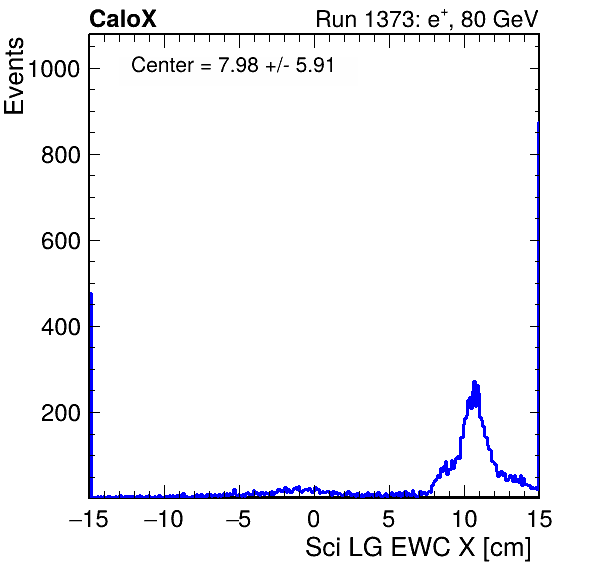 CaloX
Run 1373: e⁺, 80 GeV
Center = 7.98 +/- 5.91
Events
1000
800
600
400
200
−15 −10 −5 0 5 10 15
Sci LG EWC X [cm]